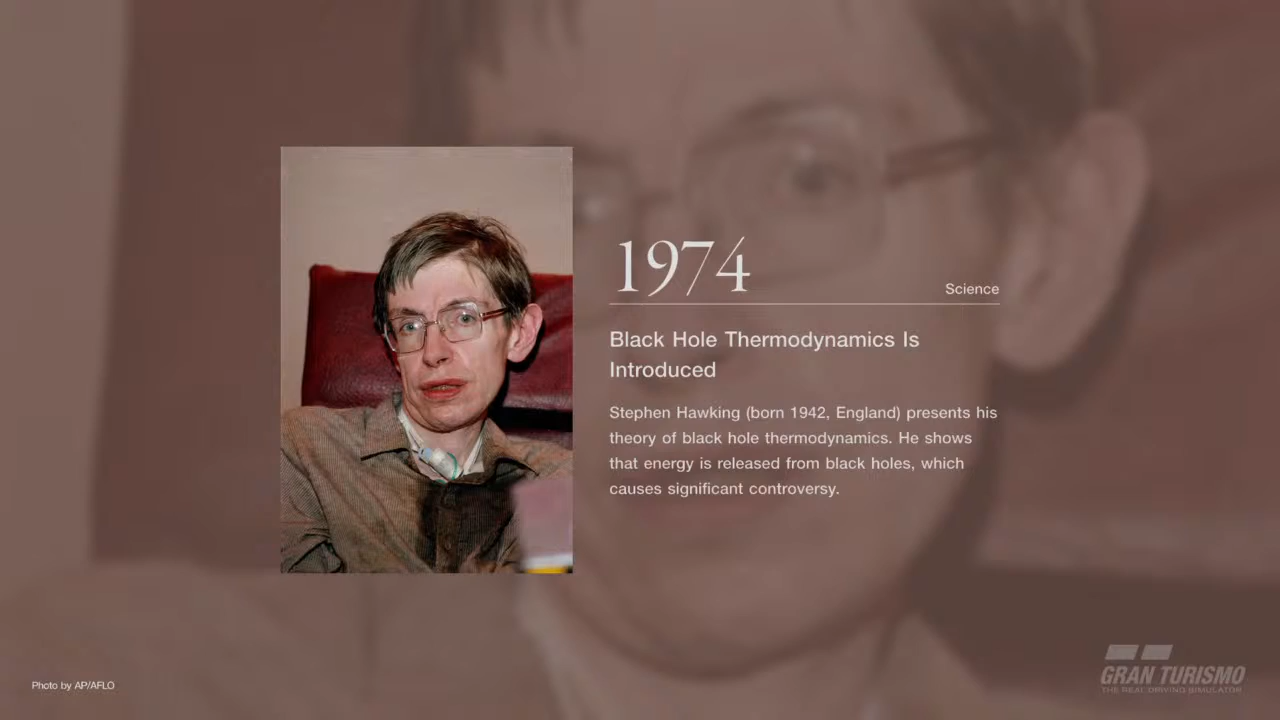 1974
Science
Black Hole Thermodynamics Is
Introduced
Stephen Hawking (born 1942, England) presents his
theory of black hole thermodynamics. He shows
that energy is released from black holes, which
causes significant controversy.
Photo by AP/AFLO
GRAN TURISMO
THE REAL DRIVING SIMULATOR